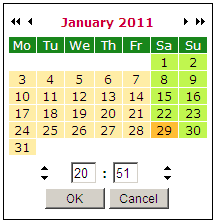 January 2011
Mo Tu We Th Fr Sa Su
1 2
3 4 5 6 7 8 9
10 11 12 13 14 15 16
17 18 19 20 21 22 23
24 25 26 27 28 29 30
31
20 : 51
OK Cancel